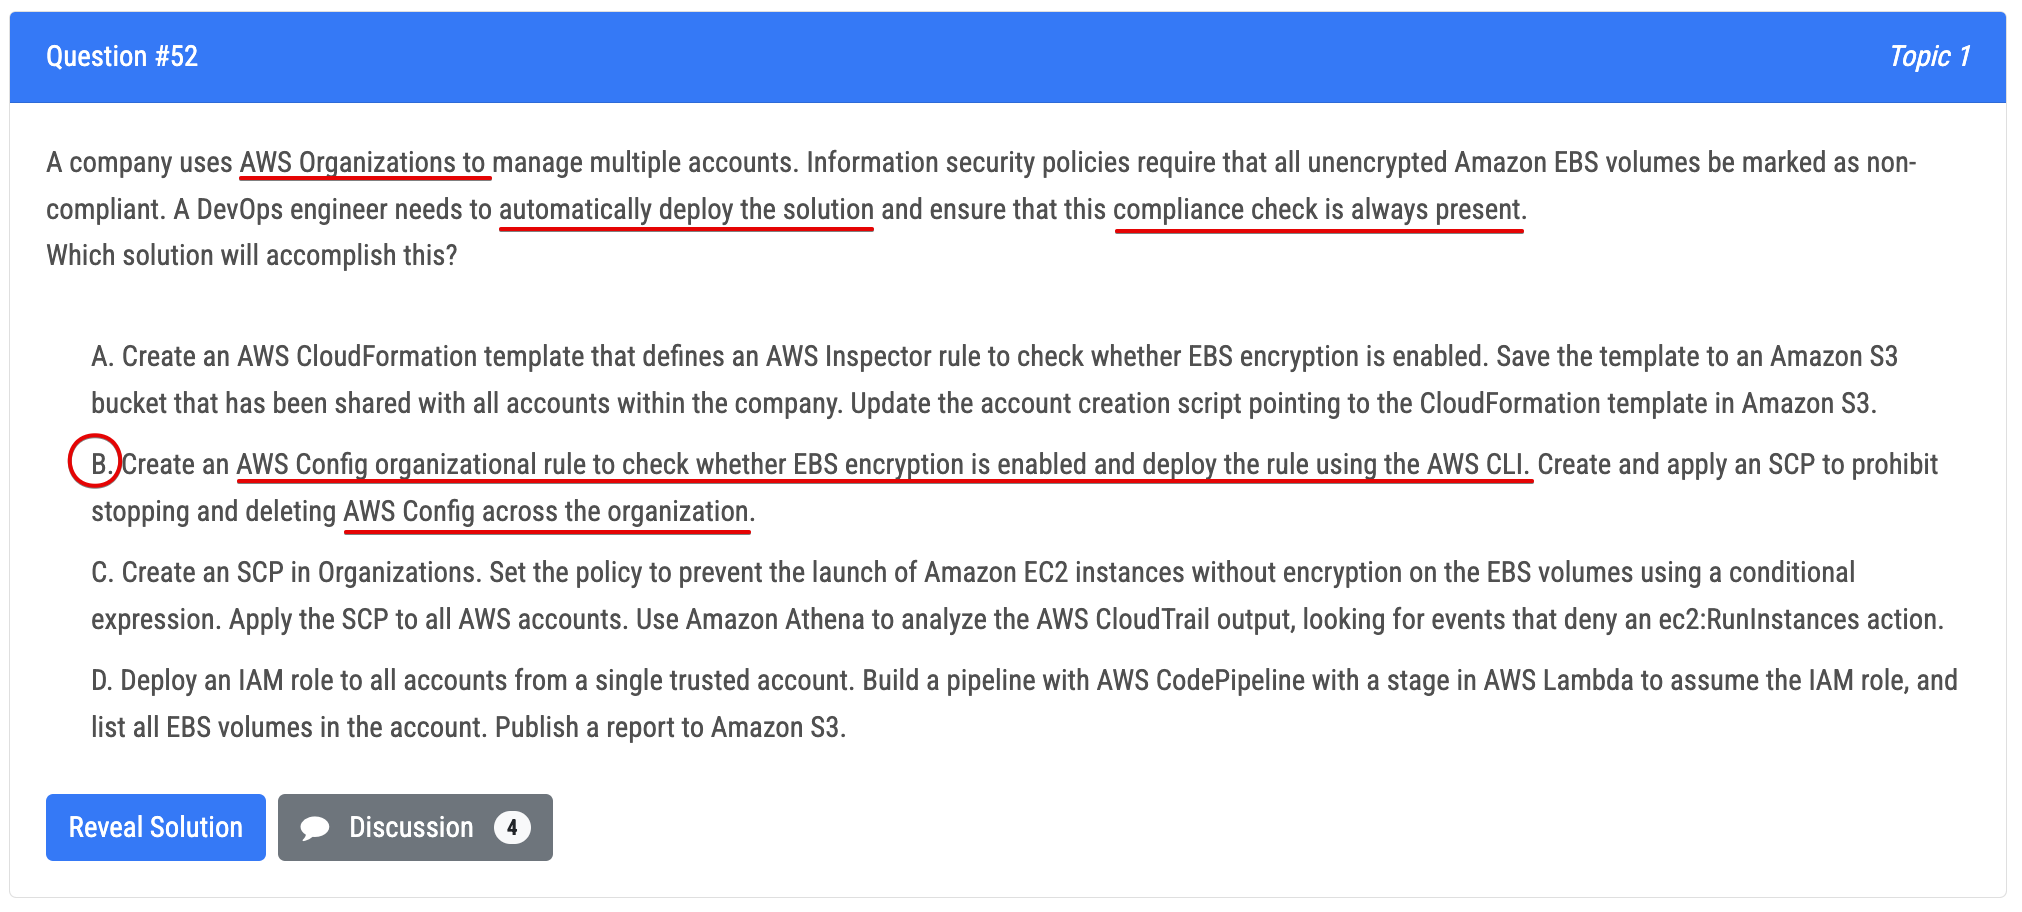 Question #52
Topic 1
A company uses AWS Organizations to manage multiple accounts. Information security policies require that all unencrypted Amazon EBS volumes be marked as non-
compliant. A DevOps engineer needs to automatically deploy the solution and ensure that this compliance check is always present.
Which solution will accomplish this?
A. Create an AWS CloudFormation template that defines an AWS Inspector rule to check whether EBS encryption is enabled. Save the template to an Amazon S3
bucket that has been shared with all accounts within the company. Update the account creation script pointing to the CloudFormation template in Amazon S3.
B. Create an AWS Config organizational rule to check whether EBS encryption is enabled and deploy the rule using the AWS CLI. Create and apply an SCP to prohibit
stopping and deleting AWS Config across the organization.
C. Create an SCP in Organizations. Set the policy to prevent the launch of Amazon EC2 instances without encryption on the EBS volumes using a conditional
expression. Apply the SCP to all AWS accounts. Use Amazon Athena to analyze the AWS CloudTrail output, looking for events that deny an ec2:RunInstances action.
D. Deploy an IAM role to all accounts from a single trusted account. Build a pipeline with AWS CodePipeline with a stage in AWS Lambda to assume the IAM role, and
list all EBS volumes in the account. Publish a report to Amazon S3.
Reveal Solution
Discussion 4